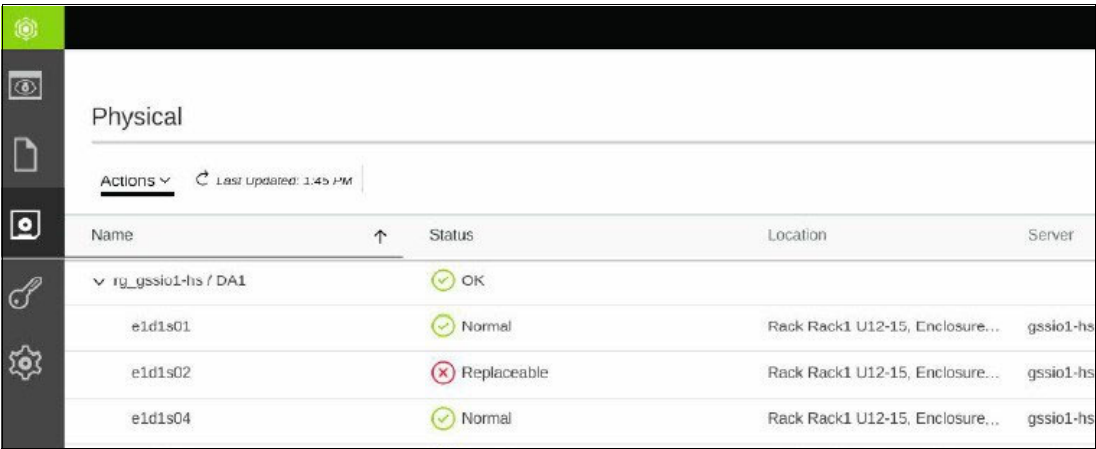 Physical
Actions Last Updated: 1:45 PM
Name Status Location Server
rg_gssio1-hs / DA1 OK
e1d1s01 Normal Rack Rack1 U12-15, Enclosure... gssio1-hs
e1d1s02 Replaceable Rack Rack1 U12-15, Enclosure... gssio1-hs
e1d1s04 Normal Rack Rack1 U12-15, Enclosure... gssio1-hs